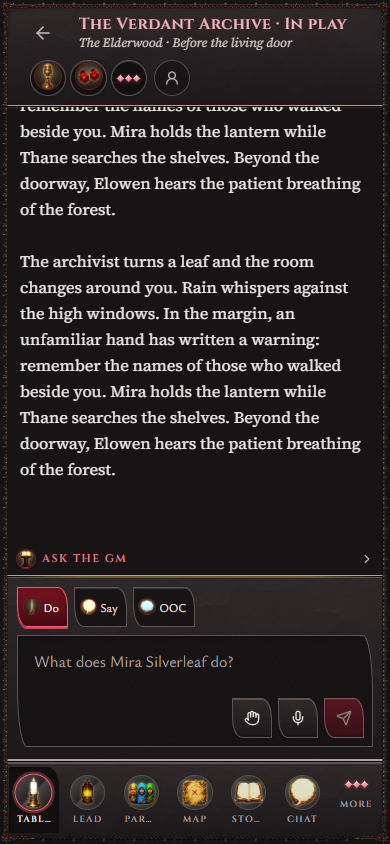 The Verdant Archive · In play
The Elderwood · Before the living door
remember the names of those who walked
beside you. Mira holds the lantern while
Thane searches the shelves. Beyond the
doorway, Elowen hears the patient breathing
of the forest.
The archivist turns a leaf and the room
changes around you. Rain whispers against
the high windows. In the margin, an
unfamiliar hand has written a warning:
remember the names of those who walked
beside you. Mira holds the lantern while
Thane searches the shelves. Beyond the
doorway, Elowen hears the patient breathing
of the forest.
ASK THE GM
Do Say OOC
What does Mira Silverleaf do?
TABL… LEAD PAR… MAP STO… CHAT MORE